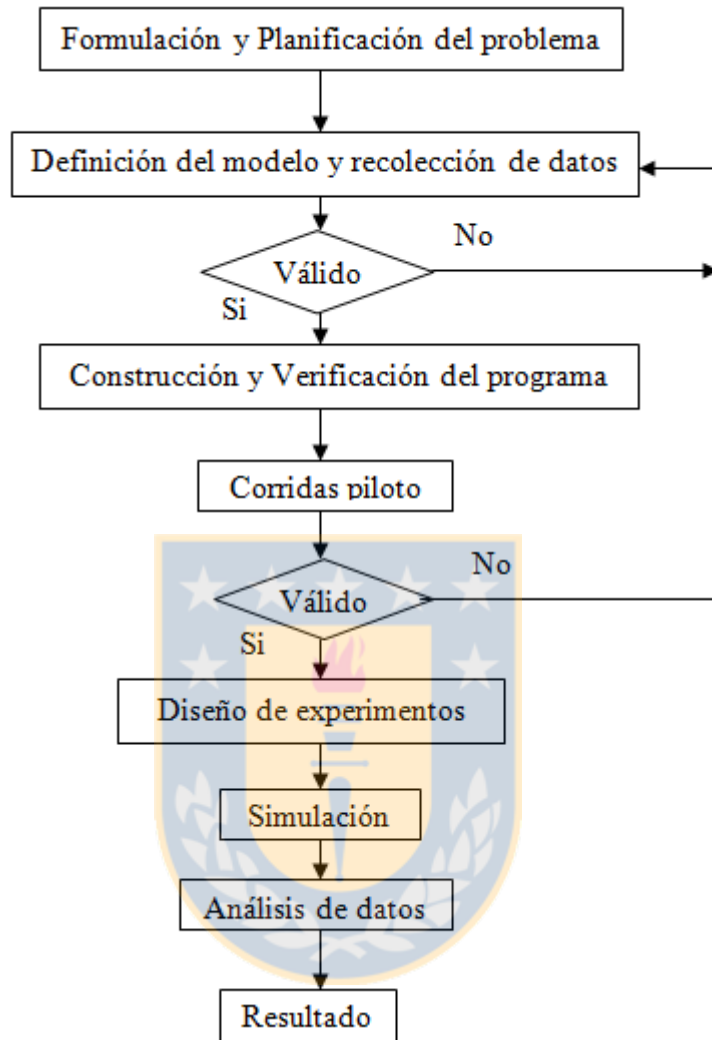 Formulación y Planificación del problema
Definición del modelo y recolección de datos
No
Válido
Si
Construcción y Verificación del programa
Corridas piloto
No
Válido
Si
Diseño de experimentos
Simulación
Análisis de datos
Resultado